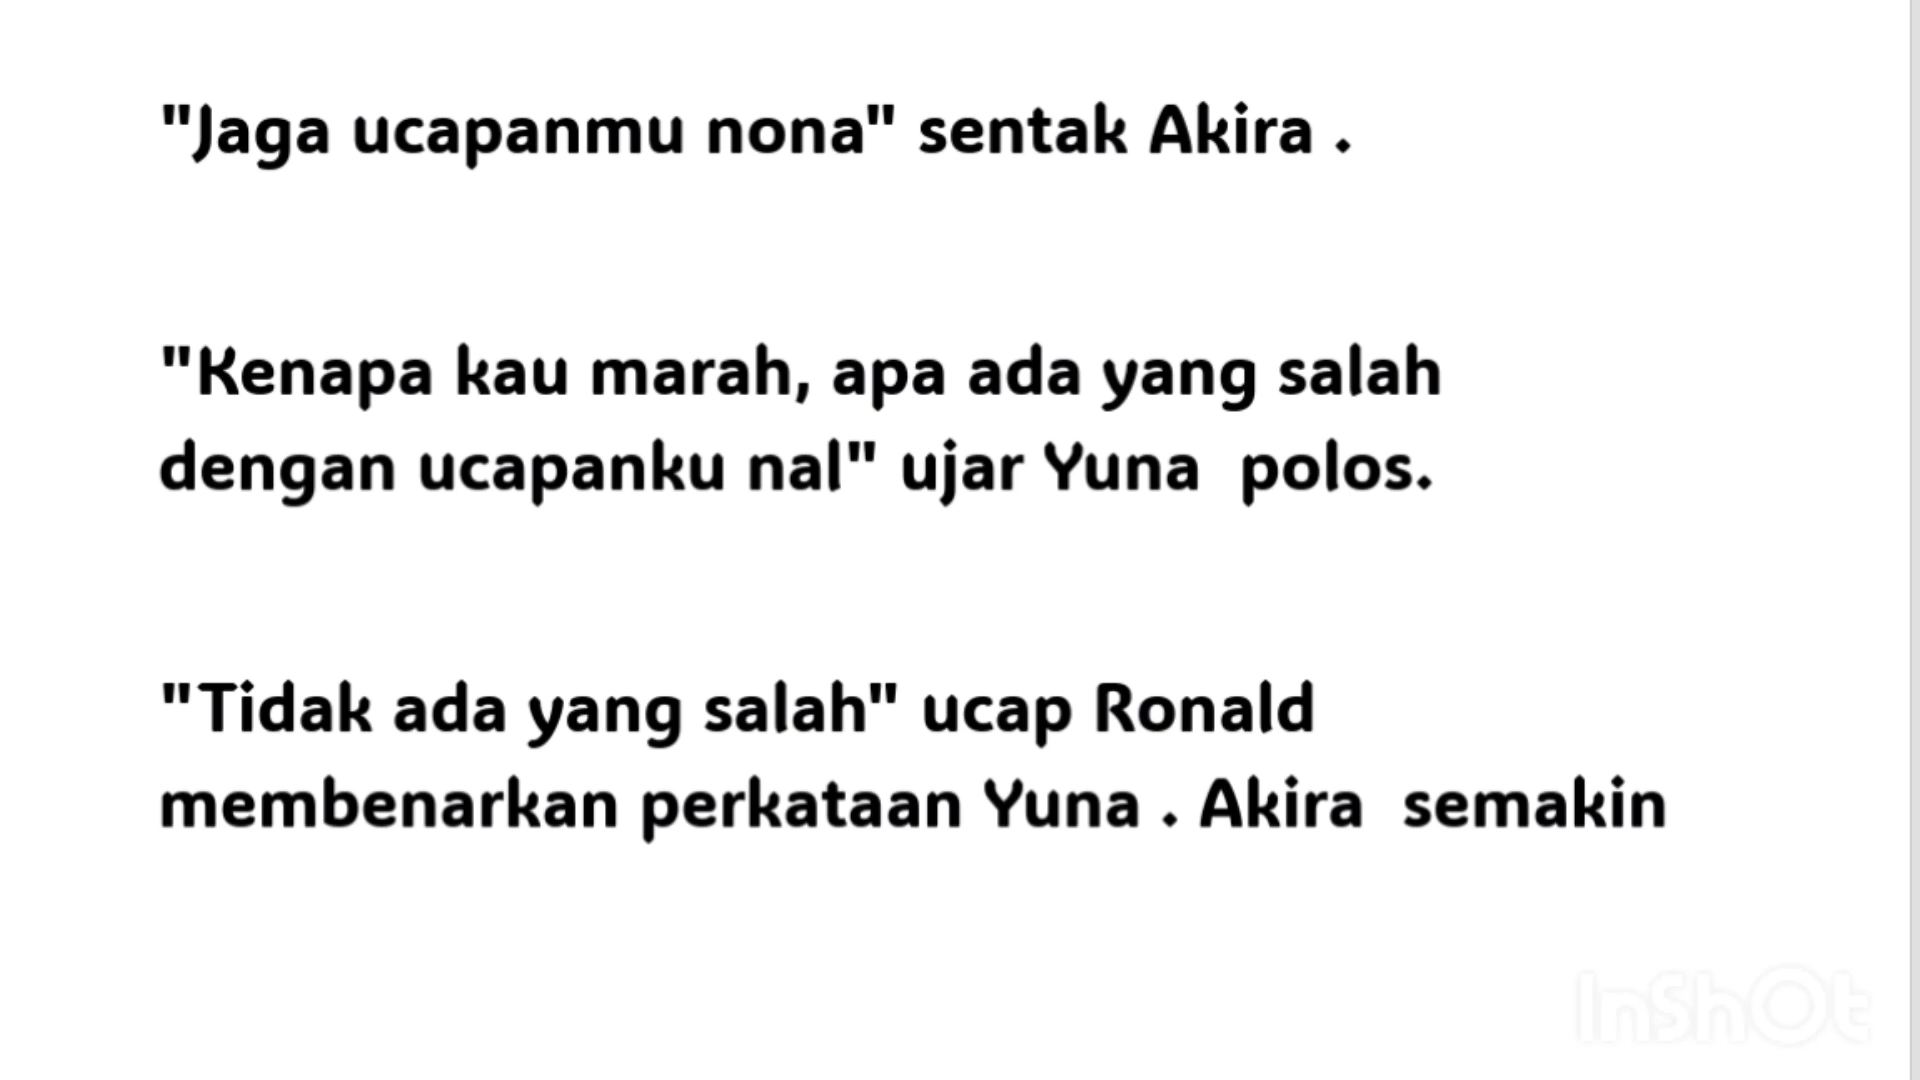 "Jaga ucapanmu nona" sentak Akira .
"Kenapa kau marah, apa ada yang salah
dengan ucapanku nal" ujar Yuna  polos.
"Tidak ada yang salah" ucap Ronald
membenarkan perkataan Yuna . Akira  semakin
InShOt